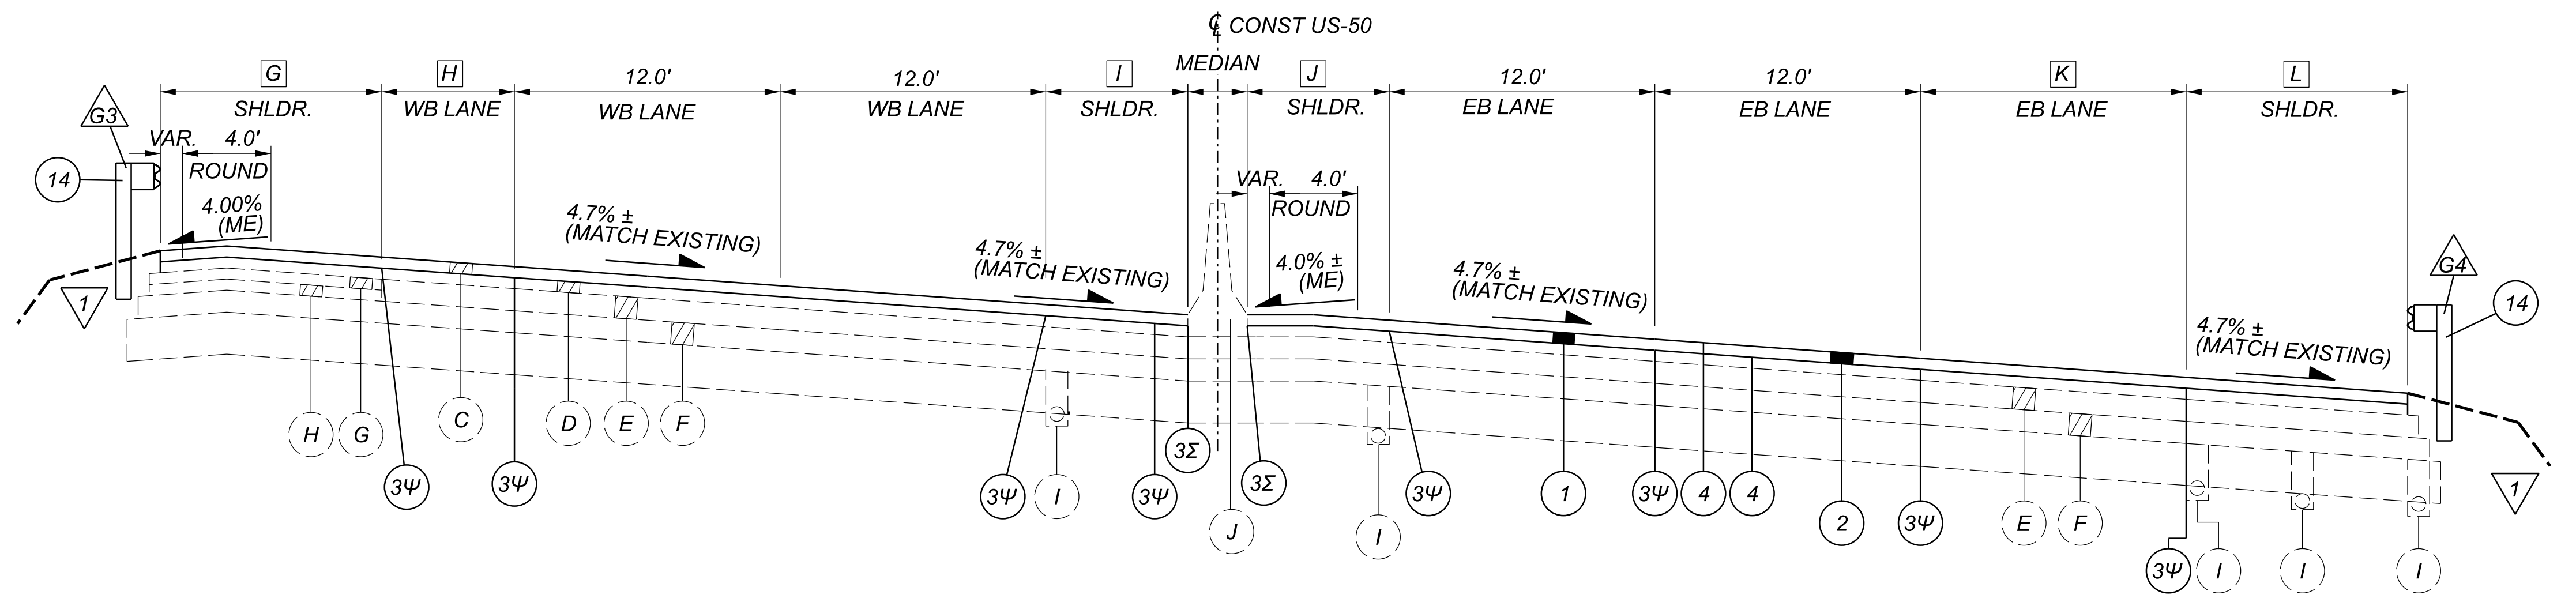 ℄ CONST US-50
MEDIAN
G
H
12.0'
12.0'
I
J
12.0'
12.0'
K
L
SHLDR.
WB LANE
WB LANE
WB LANE
SHLDR.
SHLDR.
EB LANE
EB LANE
EB LANE
SHLDR.
G3
VAR.
4.0'
ROUND
14
4.00%
(ME)
4.7% ±
(MATCH EXISTING)
4.7% ±
(MATCH EXISTING)
VAR.
4.0'
ROUND
4.0% ±
(ME)
4.7% ±
(MATCH EXISTING)
4.7% ±
(MATCH EXISTING)
G4
14
1
1
H
G
C
D
E
F
3Ψ
3Ψ
3Ψ
I
3Ψ
3Σ
3Σ
J
I
3Ψ
1
3Ψ
4
4
2
3Ψ
E
F
3Ψ
I
I
I